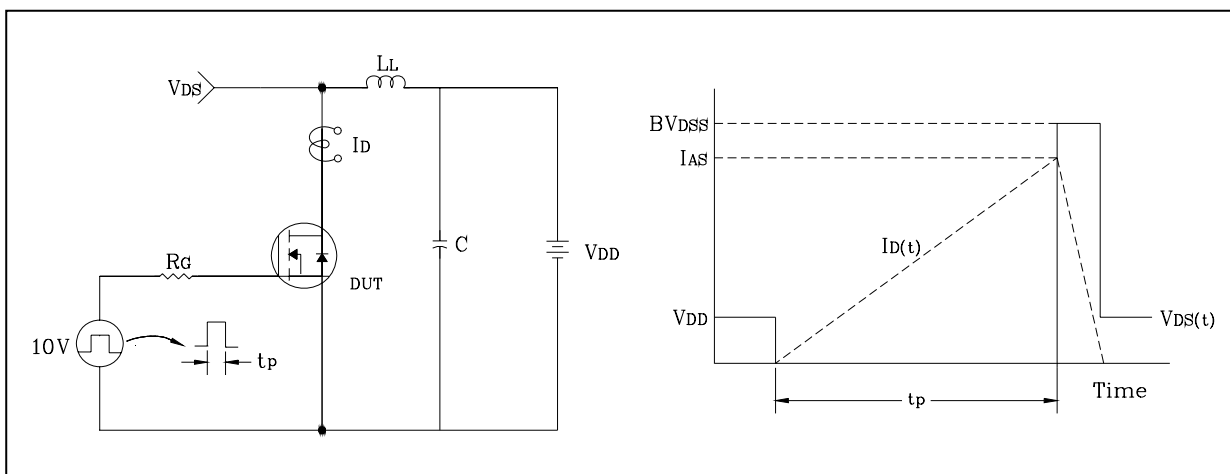 LL
VDS
ID
RG
C
VDD
DUT
10V
tp
BVDSS
IAS
ID(t)
VDD
VDS(t)
Time
tp